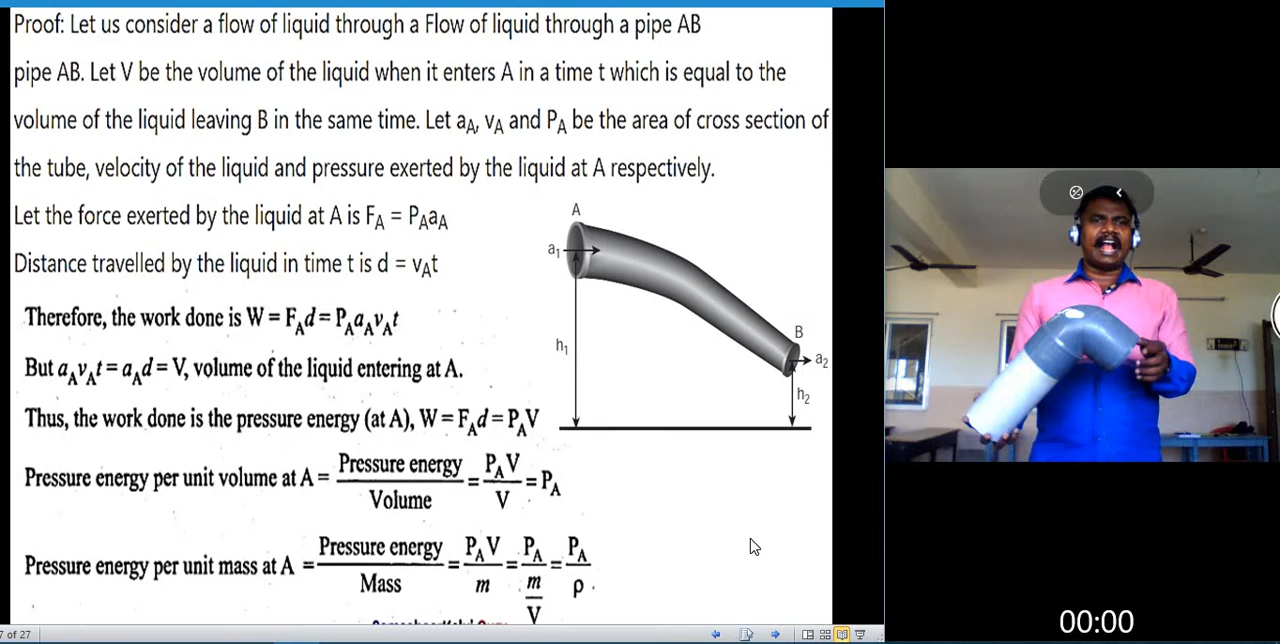 Proof: Let us consider a flow of liquid through a Flow of liquid through a pipe AB
pipe AB. Let V be the volume of the liquid when it enters A in a time t which is equal to the
volume of the liquid leaving B in the same time. Let aA, vA and PA be the area of cross section of
the tube, velocity of the liquid and pressure exerted by the liquid at A respectively.
Let the force exerted by the liquid at A is FA = PAaA
Distance travelled by the liquid in time t is d = vAt
Therefore, the work done is W = FAd = PAaAvAt
But aAvAt = aAd = V, volume of the liquid entering at A.
Thus, the work done is the pressure energy (at A), W = FAd = PAV
Pressure energy per unit volume at A = Pressure energy / Volume = PAV / V = PA
Pressure energy per unit mass at A = Pressure energy / Mass = PAV / m = PA / (m / V) = PA / ρ .
A
a1
h1
B
a2
h2
7 of 27
00:00